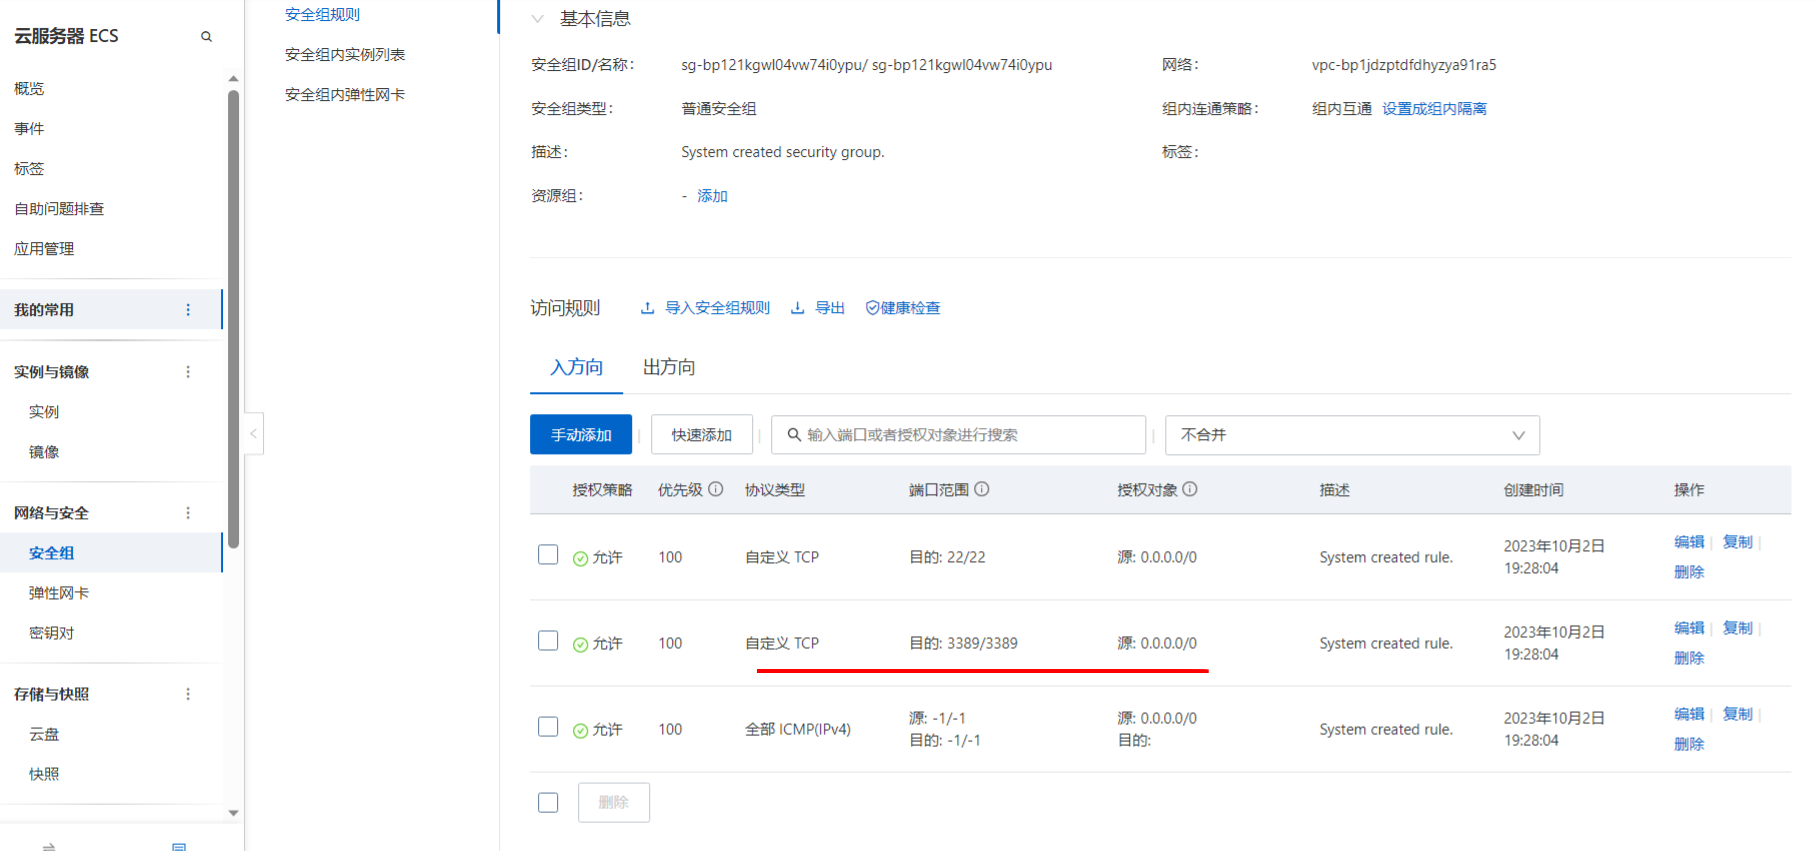 云服务器 ECS
概览
事件
标签
自助问题排查
应用管理
我的常用
实例与镜像
实例
镜像
网络与安全
安全组
弹性网卡
密钥对
存储与快照
云盘
快照
安全组规则
安全组内实例列表
安全组内弹性网卡
基本信息
安全组ID/名称： sg-bp121kgwl04vw74i0ypu/ sg-bp121kgwl04vw74i0ypu 网络： vpc-bp1jdzptdfdhyzya91ra5
安全组类型： 普通安全组 组内连通策略： 组内互通 设置成组内隔离
描述： System created security group. 标签：
资源组： - 添加
访问规则 导入安全组规则 导出 健康检查
入方向 出方向
手动添加 快速添加 输入端口或者授权对象进行搜索 不合并
授权策略 优先级 协议类型 端口范围 授权对象 描述 创建时间 操作
允许 100 自定义 TCP 目的: 22/22 源: 0.0.0.0/0 System created rule. 2023年10月2日 编辑 复制
19:28:04 删除
允许 100 自定义 TCP 目的: 3389/3389 源: 0.0.0.0/0 System created rule. 2023年10月2日 编辑 复制
19:28:04 删除
允许 100 全部 ICMP(IPv4) 源: -1/-1 源: 0.0.0.0/0 System created rule. 2023年10月2日 编辑 复制
目的: -1/-1 目的: 19:28:04 删除
删除